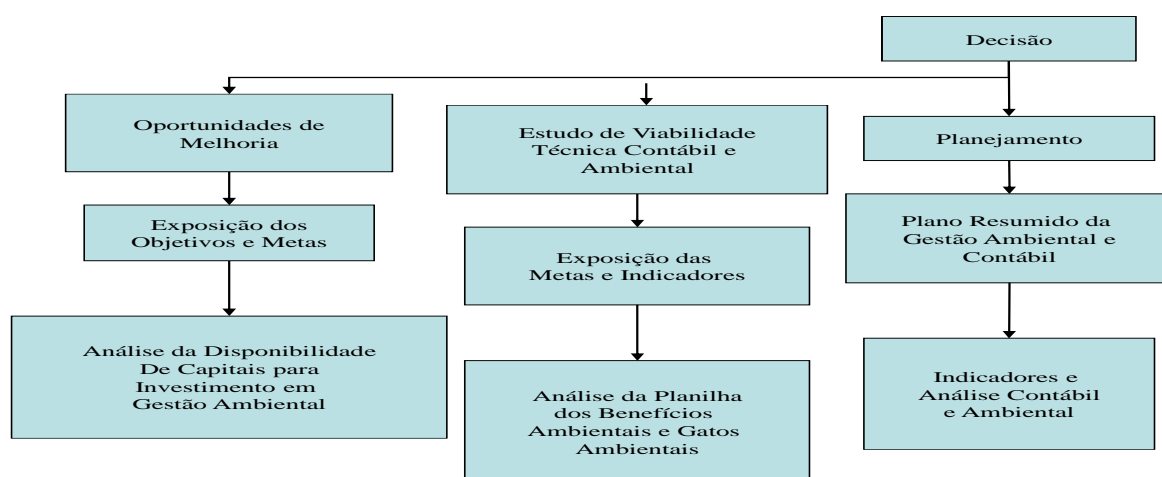 Decisão
Oportunidades de
Melhoria
Exposição dos
Objetivos e Metas
Análise da Disponibilidade
De Capitais para
Investimento em
Gestão Ambiental
Estudo de Viabilidade
Técnica Contábil e
Ambiental
Exposição das
Metas e Indicadores
Análise da Planilha
dos Benefícios
Ambientais e Gatos
Ambientais
Planejamento
Plano Resumido da
Gestão Ambiental e
Contábil
Indicadores e
Análise Contábil
e Ambiental